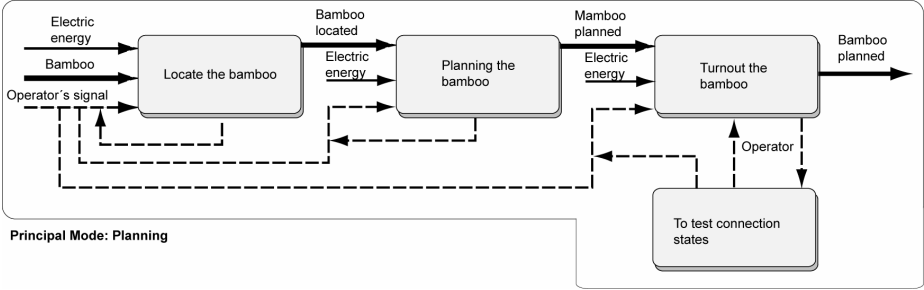 Electric
energy
Bamboo
Operator´s signal
Locate the bamboo
Bamboo
located
Electric
energy
Planning the
bamboo
Mamboo
planned
Electric
energy
Turnout the
bamboo
Bamboo
planned
Operator
To test connection
states
Principal Mode: Planning